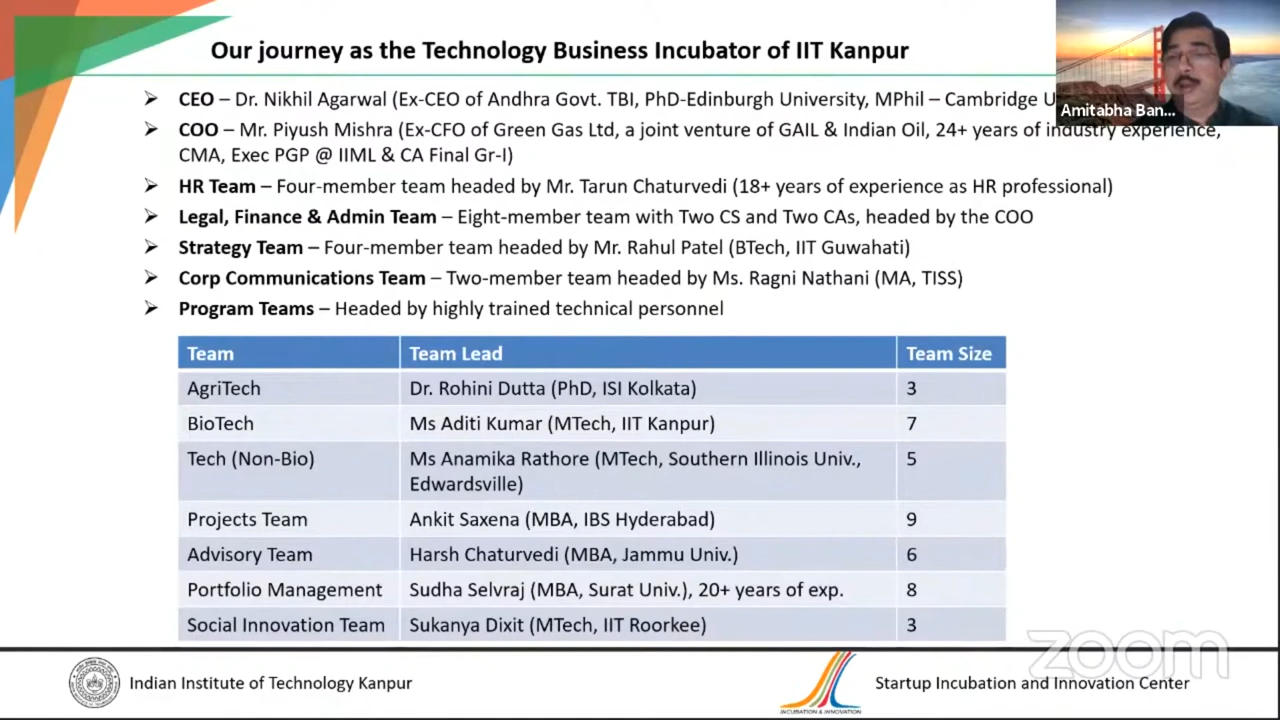 Our journey as the Technology Business Incubator of IIT Kanpur
Amitabha Ban...
➢ CEO – Dr. Nikhil Agarwal (Ex-CEO of Andhra Govt. TBI, PhD-Edinburgh University, MPhil – Cambridge U
➢ COO – Mr. Piyush Mishra (Ex-CFO of Green Gas Ltd, a joint venture of GAIL & Indian Oil, 24+ years of industry experience,
CMA, Exec PGP @ IIML & CA Final Gr-I)
➢ HR Team – Four-member team headed by Mr. Tarun Chaturvedi (18+ years of experience as HR professional)
➢ Legal, Finance & Admin Team – Eight-member team with Two CS and Two CAs, headed by the COO
➢ Strategy Team – Four-member team headed by Mr. Rahul Patel (BTech, IIT Guwahati)
➢ Corp Communications Team – Two-member team headed by Ms. Ragni Nathani (MA, TISS)
➢ Program Teams – Headed by highly trained technical personnel
Team Team Lead Team Size
AgriTech Dr. Rohini Dutta (PhD, ISI Kolkata) 3
BioTech Ms Aditi Kumar (MTech, IIT Kanpur) 7
Tech (Non-Bio) Ms Anamika Rathore (MTech, Southern Illinois Univ., 5
Edwardsville)
Projects Team Ankit Saxena (MBA, IBS Hyderabad) 9
Advisory Team Harsh Chaturvedi (MBA, Jammu Univ.) 6
Portfolio Management Sudha Selvraj (MBA, Surat Univ.), 20+ years of exp. 8
Social Innovation Team Sukanya Dixit (MTech, IIT Roorkee) 3
zoom
Indian Institute of Technology Kanpur
INCUBATION & INNOVATION
Startup Incubation and Innovation Center